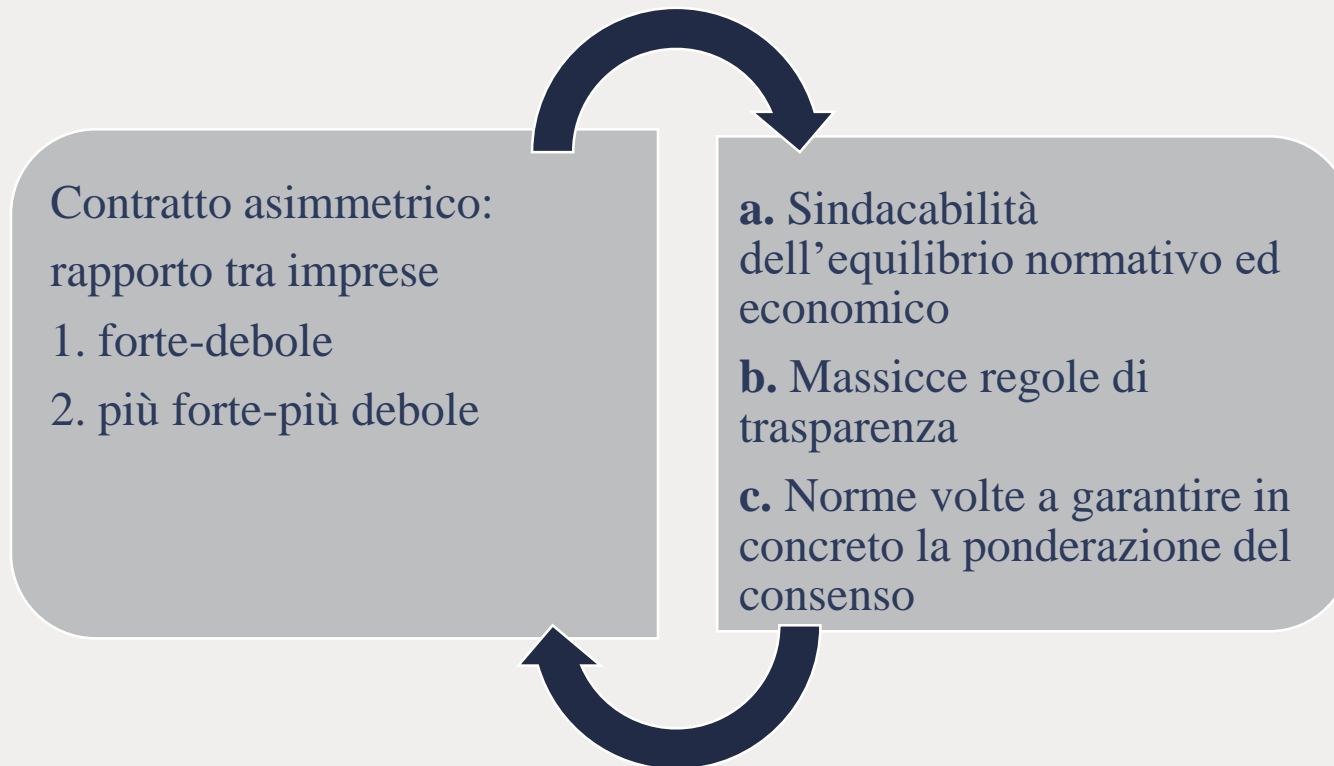 Contratto asimmetrico:
rapporto tra imprese
1. forte-debole
2. più forte-più debole
a. Sindacabilità
dell’equilibrio normativo ed
economico
b. Massicce regole di
trasparenza
c. Norme volte a garantire in
concreto la ponderazione del
consenso